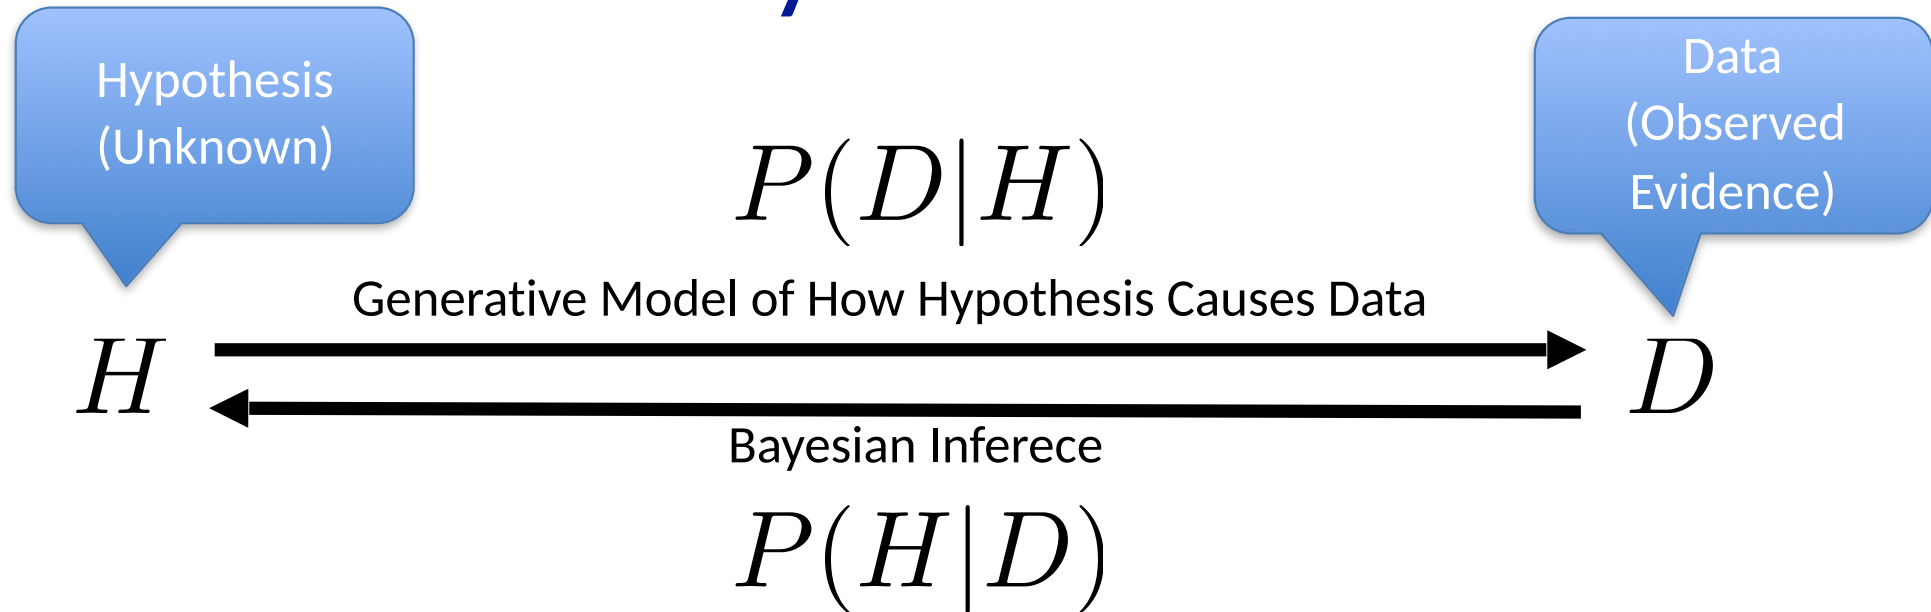 Hypothesis
(Unknown)
Data
(Observed
Evidence)
P(D|H)
Generative Model of How Hypothesis Causes Data
H
D
Bayesian Inferece
P(H|D)